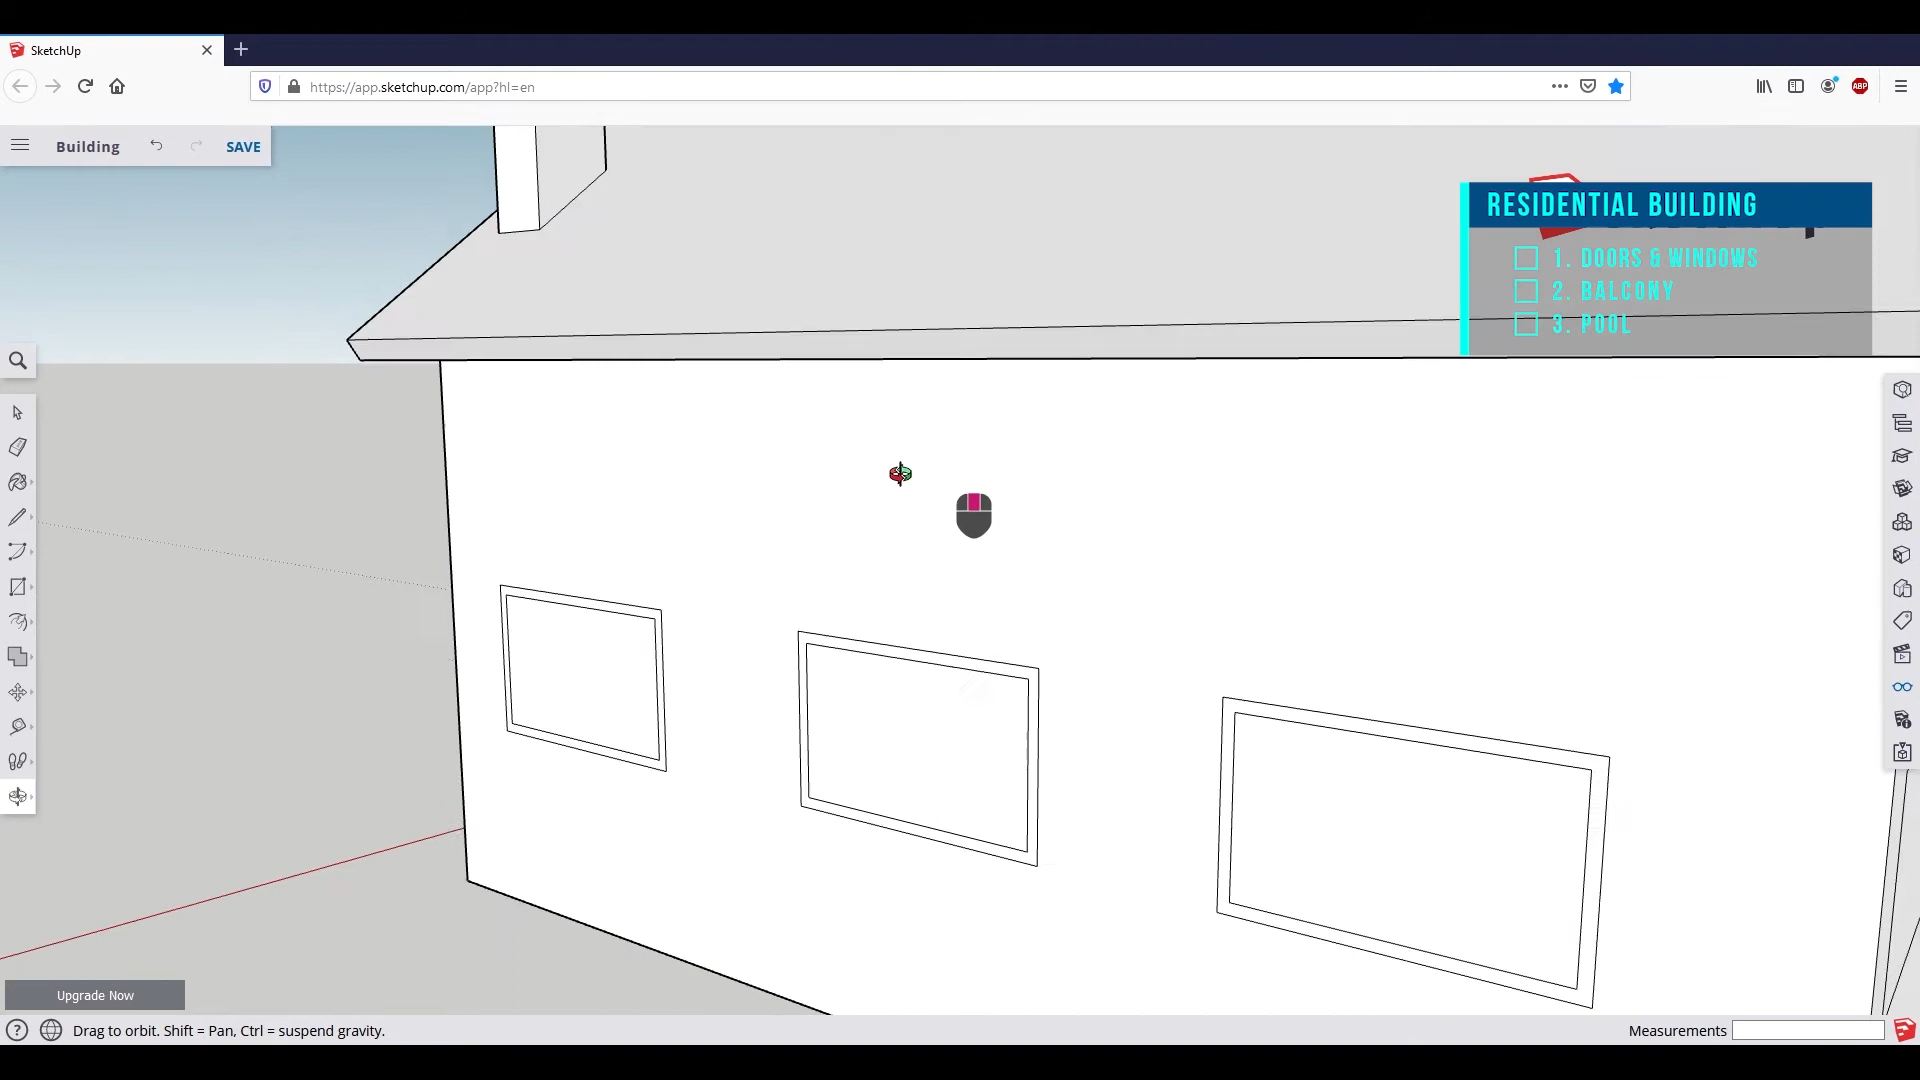 SketchUp
https://app.sketchup.com/app?hl=en
ABP
Building
SAVE
RESIDENTIAL BUILDING
1. DOORS & WINDOWS
2. BALCONY
3. POOL
Upgrade Now
Drag to orbit. Shift = Pan, Ctrl = suspend gravity.
Measurements